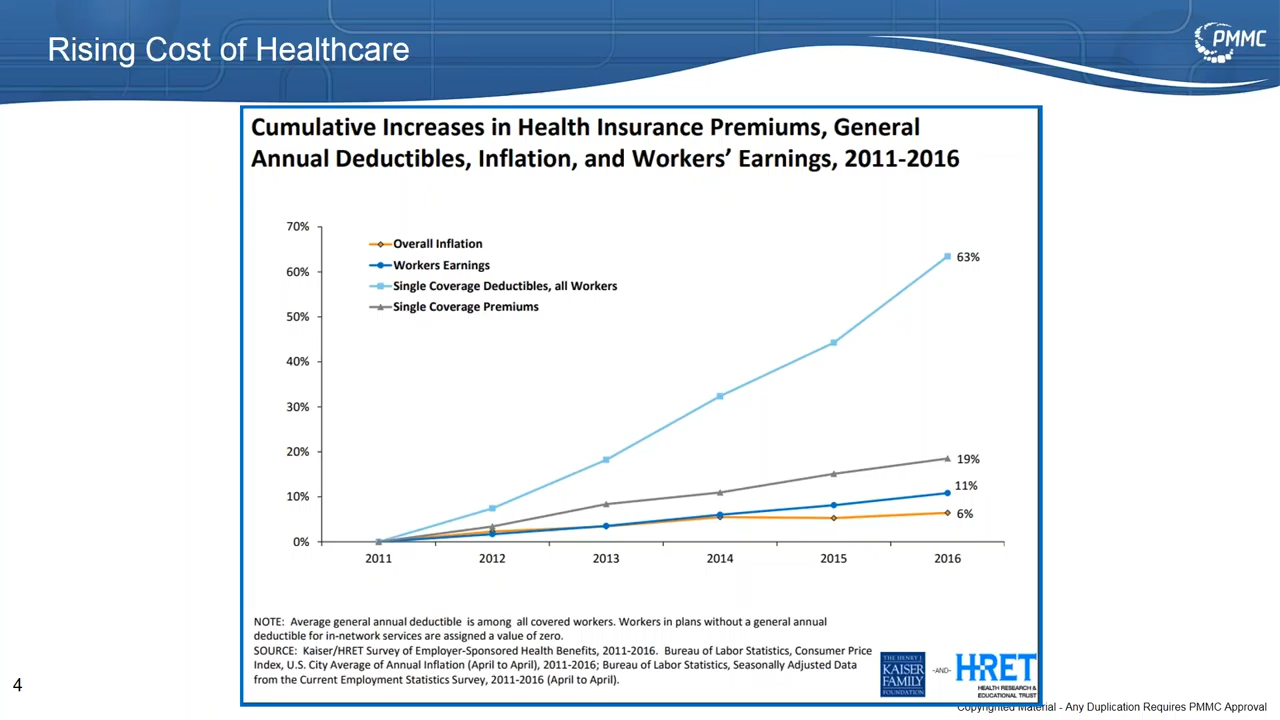 Rising Cost of Healthcare
PMMC
Cumulative Increases in Health Insurance Premiums, General
Annual Deductibles, Inflation, and Workers’ Earnings, 2011-2016
70%
60%
50%
40%
30%
20%
10%
0%
Overall Inflation
Workers Earnings
Single Coverage Deductibles, all Workers
Single Coverage Premiums
63%
19%
11%
6%
2011 2012 2013 2014 2015 2016
NOTE: Average general annual deductible is among all covered workers. Workers in plans without a general annual
deductible for in-network services are assigned a value of zero.
SOURCE: Kaiser/HRET Survey of Employer-Sponsored Health Benefits, 2011-2016. Bureau of Labor Statistics, Consumer Price
Index, U.S. City Average of Annual Inflation (April to April), 2011-2016; Bureau of Labor Statistics, Seasonally Adjusted Data
from the Current Employment Statistics Survey, 2011-2016 (April to April).
THE HENRY J.
KAISER
FAMILY
FOUNDATION
-AND-
HRET
HEALTH RESEARCH &
EDUCATIONAL TRUST
4
Copyrighted Material - Any Duplication Requires PMMC Approval